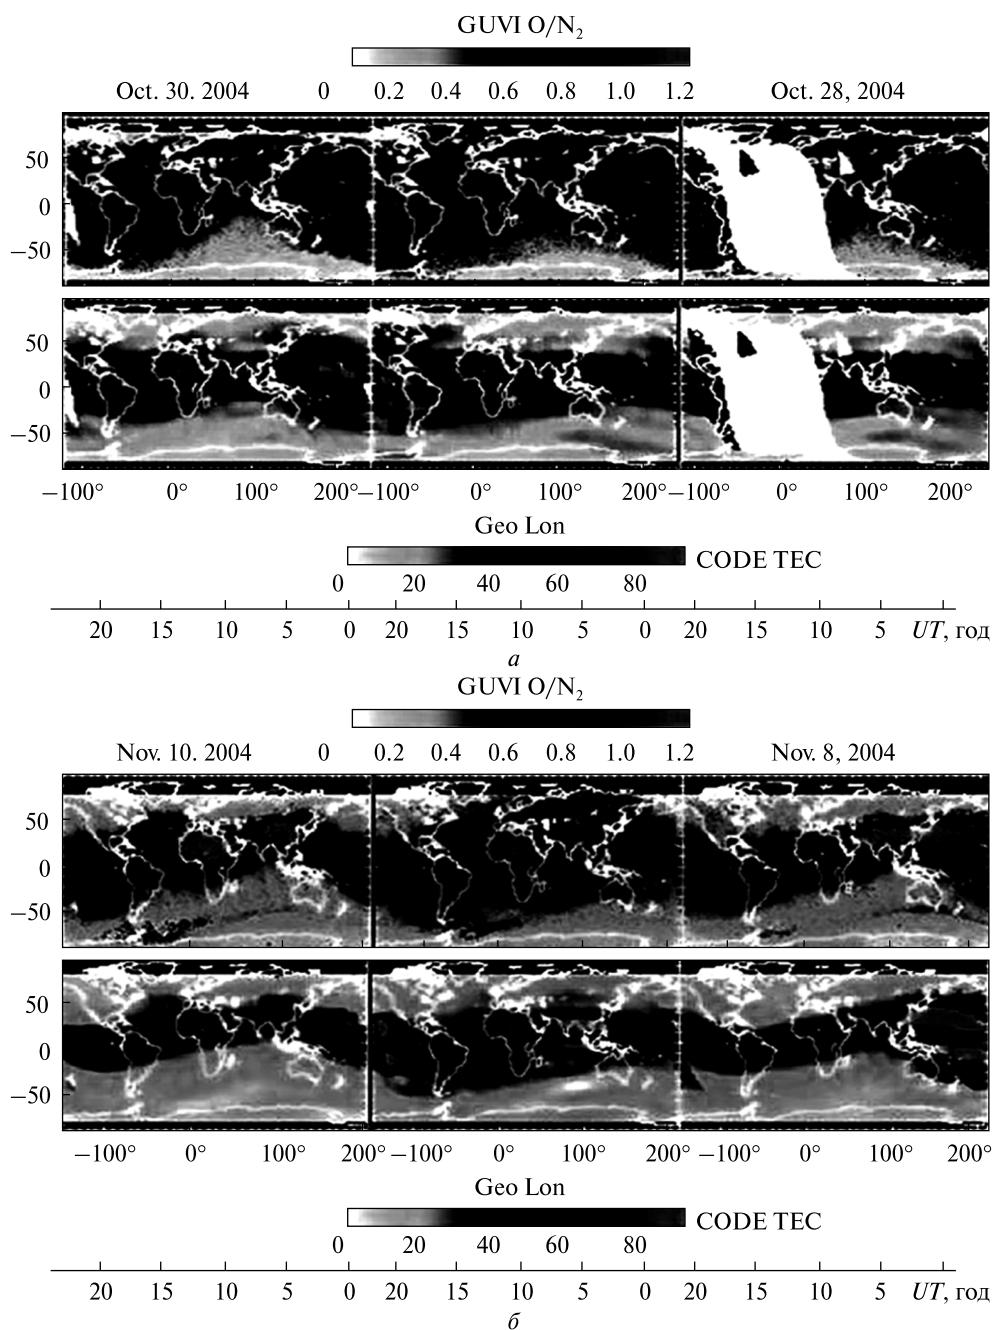 GUVI O/N₂
Oct. 30. 2004 0 0.2 0.4 0.6 0.8 1.0 1.2 Oct. 28, 2004
50
0
−50
50
0
−50
−100° 0° 100° 200° −100° 0° 100° 200° −100° 0° 100° 200°
Geo Lon
CODE TEC
0 20 40 60 80
20 15 10 5 0 20 15 10 5 0 20 15 10 5 UT, год
а
GUVI O/N₂
Nov. 10. 2004 0 0.2 0.4 0.6 0.8 1.0 1.2 Nov. 8, 2004
50
0
−50
50
0
−50
−100° 0° 100° 200° −100° 0° 100° 200° −100° 0° 100° 200°
Geo Lon
CODE TEC
0 20 40 60 80
20 15 10 5 0 20 15 10 5 0 20 15 10 5 UT, год
б